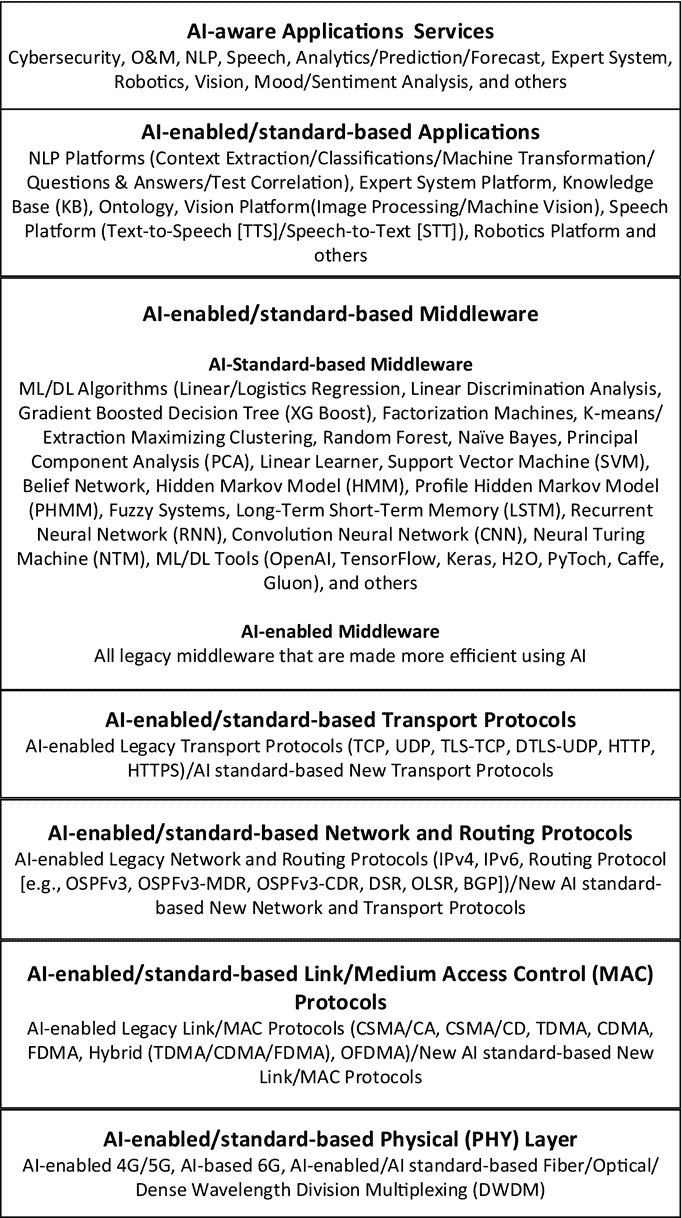 AI-aware Applications Services
Cybersecurity, O&M, NLP, Speech, Analytics/Prediction/Forecast, Expert System,
Robotics, Vision, Mood/Sentiment Analysis, and others
AI-enabled/standard-based Applications
NLP Platforms (Context Extraction/Classifications/Machine Transformation/
Questions & Answers/Test Correlation), Expert System Platform, Knowledge
Base (KB), Ontology, Vision Platform(Image Processing/Machine Vision), Speech
Platform (Text-to-Speech [TTS]/Speech-to-Text [STT]), Robotics Platform and
others
AI-enabled/standard-based Middleware
AI-Standard-based Middleware
ML/DL Algorithms (Linear/Logistics Regression, Linear Discrimination Analysis,
Gradient Boosted Decision Tree (XG Boost), Factorization Machines, K-means/
Extraction Maximizing Clustering, Random Forest, Naïve Bayes, Principal
Component Analysis (PCA), Linear Learner, Support Vector Machine (SVM),
Belief Network, Hidden Markov Model (HMM), Profile Hidden Markov Model
(PHMM), Fuzzy Systems, Long-Term Short-Term Memory (LSTM), Recurrent
Neural Network (RNN), Convolution Neural Network (CNN), Neural Turing
Machine (NTM), ML/DL Tools (OpenAI, TensorFlow, Keras, H2O, PyToch, Caffe,
Gluon), and others
AI-enabled Middleware
All legacy middleware that are made more efficient using AI
AI-enabled/standard-based Transport Protocols
AI-enabled Legacy Transport Protocols (TCP, UDP, TLS-TCP, DTLS-UDP, HTTP,
HTTPS)/AI standard-based New Transport Protocols
AI-enabled/standard-based Network and Routing Protocols
AI-enabled Legacy Network and Routing Protocols (IPv4, IPv6, Routing Protocol
[e.g., OSPFv3, OSPFv3-MDR, OSPFv3-CDR, DSR, OLSR, BGP])/New AI standard-
based New Network and Transport Protocols
AI-enabled/standard-based Link/Medium Access Control (MAC)
Protocols
AI-enabled Legacy Link/MAC Protocols (CSMA/CA, CSMA/CD, TDMA, CDMA,
FDMA, Hybrid (TDMA/CDMA/FDMA), OFDMA)/New AI standard-based New
Link/MAC Protocols
AI-enabled/standard-based Physical (PHY) Layer
AI-enabled 4G/5G, AI-based 6G, AI-enabled/AI standard-based Fiber/Optical/
Dense Wavelength Division Multiplexing (DWDM)